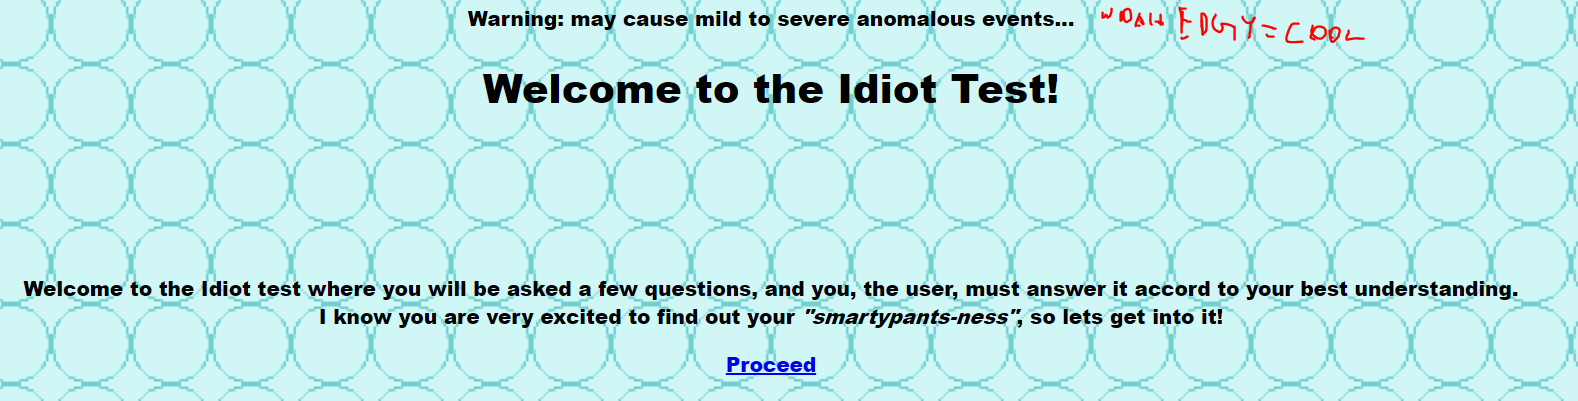 Warning: may cause mild to severe anomalous events... WOAH EDGY=COOL
Welcome to the Idiot Test!
Welcome to the Idiot test where you will be asked a few questions, and you, the user, must answer it accord to your best understanding.
I know you are very excited to find out your "smartypants-ness", so lets get into it!
Proceed